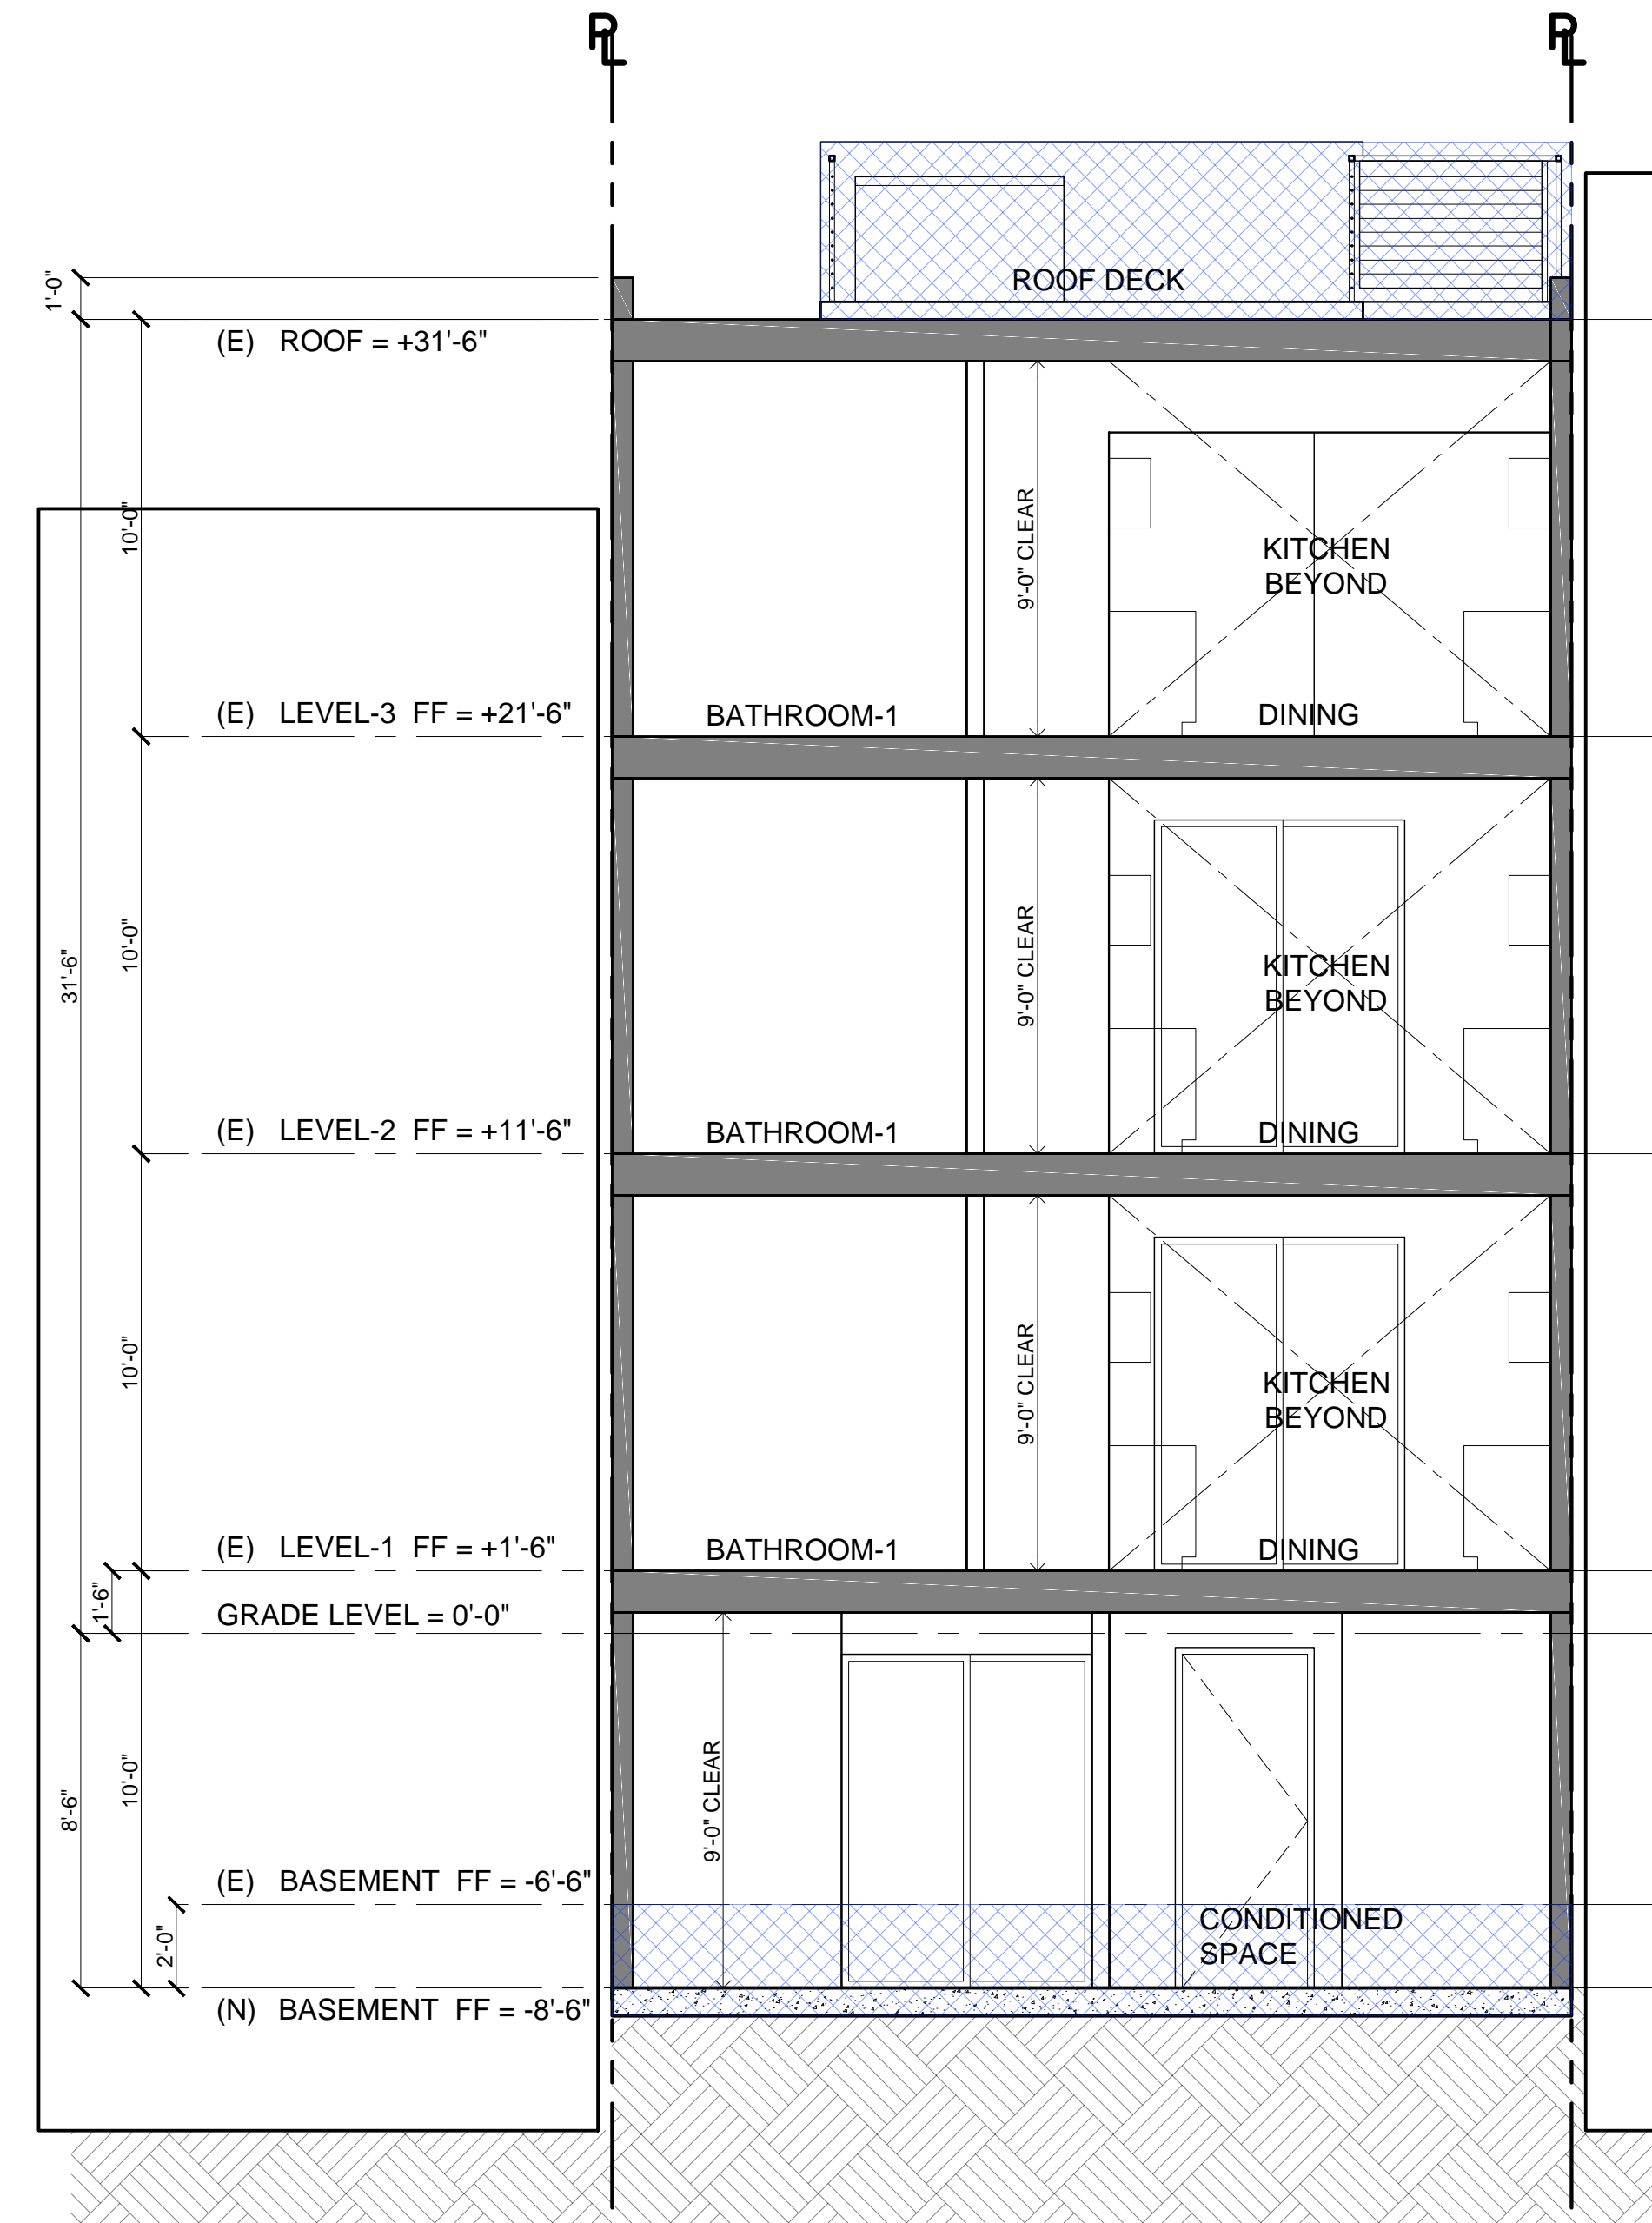 PL
PL
ROOF DECK
1'-0"
(E) ROOF = +31'-6"
10'-0"
9'-0" CLEAR
KITCHEN
BEYOND
(E) LEVEL-3 FF = +21'-6"
BATHROOM-1
DINING
31'-6"
10'-0"
9'-0" CLEAR
KITCHEN
BEYOND
(E) LEVEL-2 FF = +11'-6"
BATHROOM-1
DINING
10'-0"
9'-0" CLEAR
KITCHEN
BEYOND
(E) LEVEL-1 FF = +1'-6"
BATHROOM-1
DINING
1'-6"
GRADE LEVEL = 0'-0"
8'-6"
10'-0"
9'-0" CLEAR
(E) BASEMENT FF = -6'-6"
2'-0"
CONDITIONED
SPACE
(N) BASEMENT FF = -8'-6"